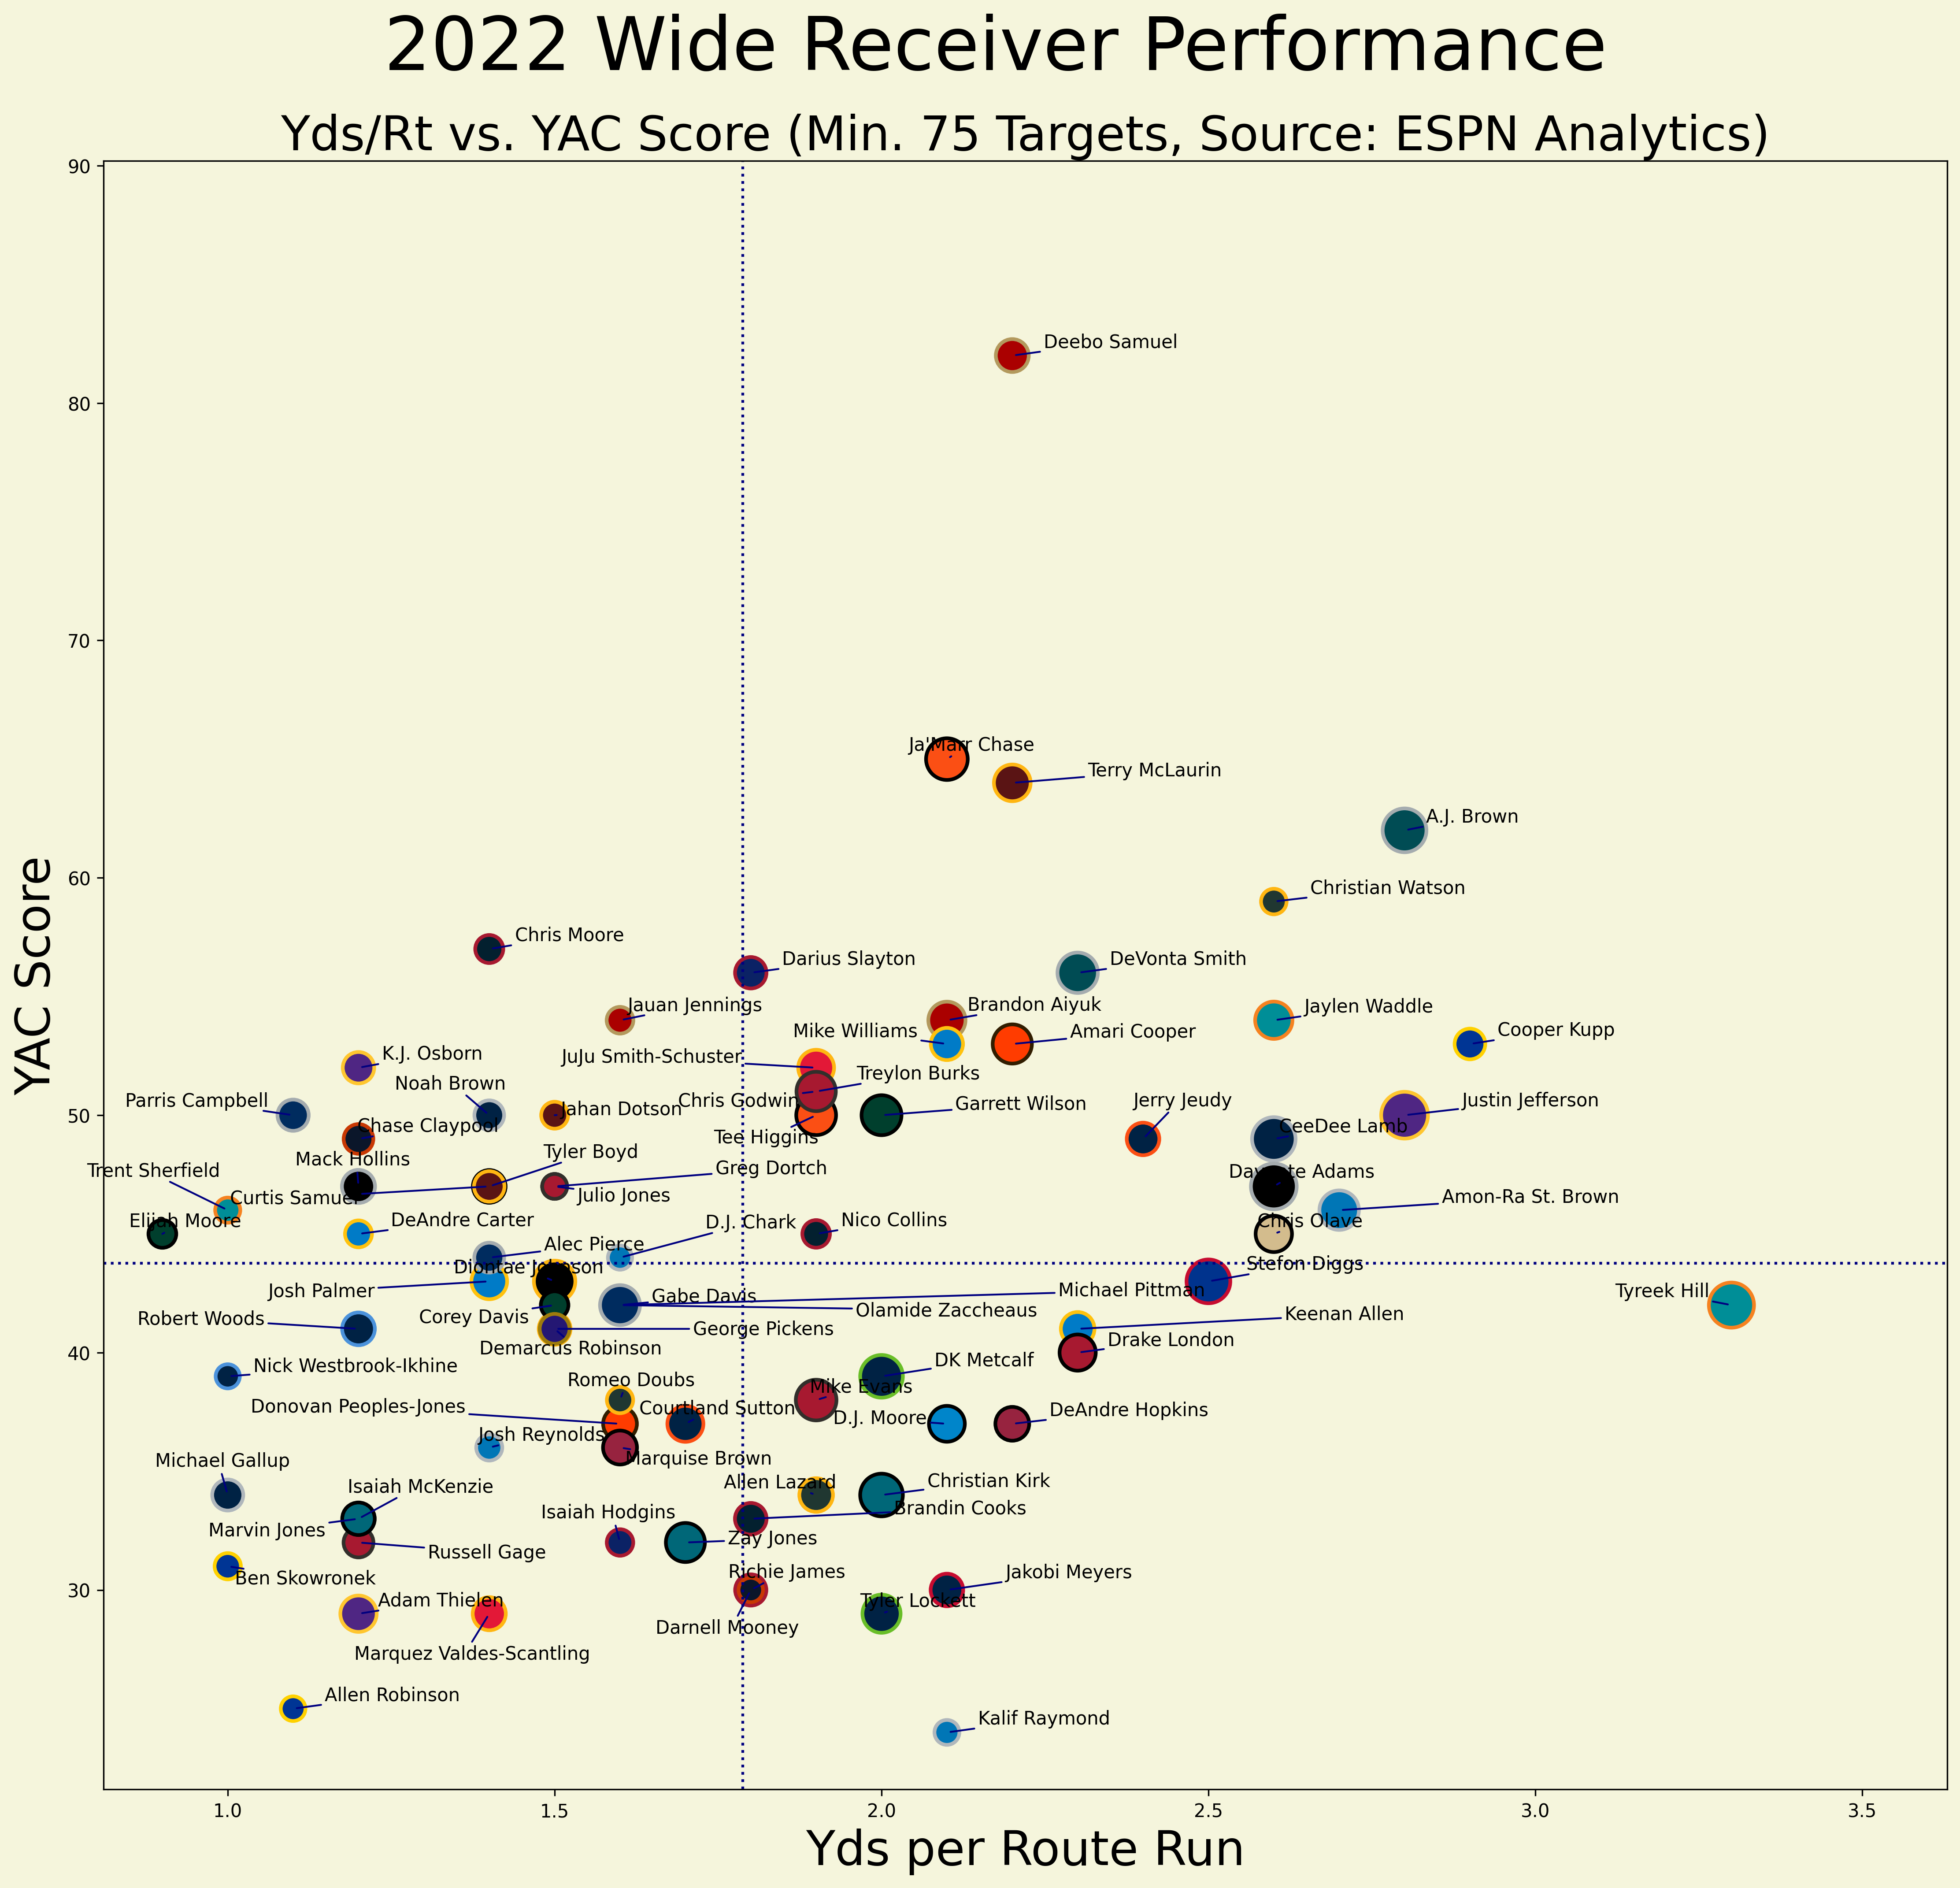 2022 Wide Receiver Performance
Yds/Rt vs. YAC Score (Min. 75 Targets, Source: ESPN Analytics)
90
80
70
60
50
40
30
YAC Score
Deebo Samuel
Ja'Marr Chase
Terry McLaurin
A.J. Brown
Christian Watson
Chris Moore
Darius Slayton
DeVonta Smith
Jauan Jennings
Brandon Aiyuk
Jaylen Waddle
Mike Williams
Amari Cooper
Cooper Kupp
K.J. Osborn
JuJu Smith-Schuster
Treylon Burks
Noah Brown
Parris Campbell
Jahan Dotson
Chris Godwin
Garrett Wilson
Jerry Jeudy
Justin Jefferson
Chase Claypool
Tee Higgins
CeeDee Lamb
Tyler Boyd
Mack Hollins
Trent Sherfield
Greg Dortch
Davante Adams
Curtis Samuel
Julio Jones
Amon-Ra St. Brown
Elijah Moore
DeAndre Carter
D.J. Chark
Nico Collins
Chris Olave
Alec Pierce
Diontae Johnson
Stefon Diggs
Josh Palmer
Gabe Davis
Michael Pittman
Tyreek Hill
Robert Woods
Corey Davis
Olamide Zaccheaus
Keenan Allen
George Pickens
Demarcus Robinson
Drake London
Nick Westbrook-Ikhine
DK Metcalf
Romeo Doubs
Mike Evans
Donovan Peoples-Jones
Courtland Sutton
D.J. Moore
DeAndre Hopkins
Josh Reynolds
Marquise Brown
Michael Gallup
Isaiah McKenzie
Allen Lazard
Christian Kirk
Marvin Jones
Isaiah Hodgins
Brandin Cooks
Russell Gage
Zay Jones
Ben Skowronek
Richie James
Jakobi Meyers
Adam Thielen
Tyler Lockett
Darnell Mooney
Marquez Valdes-Scantling
Allen Robinson
Kalif Raymond
1.0 1.5 2.0 2.5 3.0 3.5
Yds per Route Run